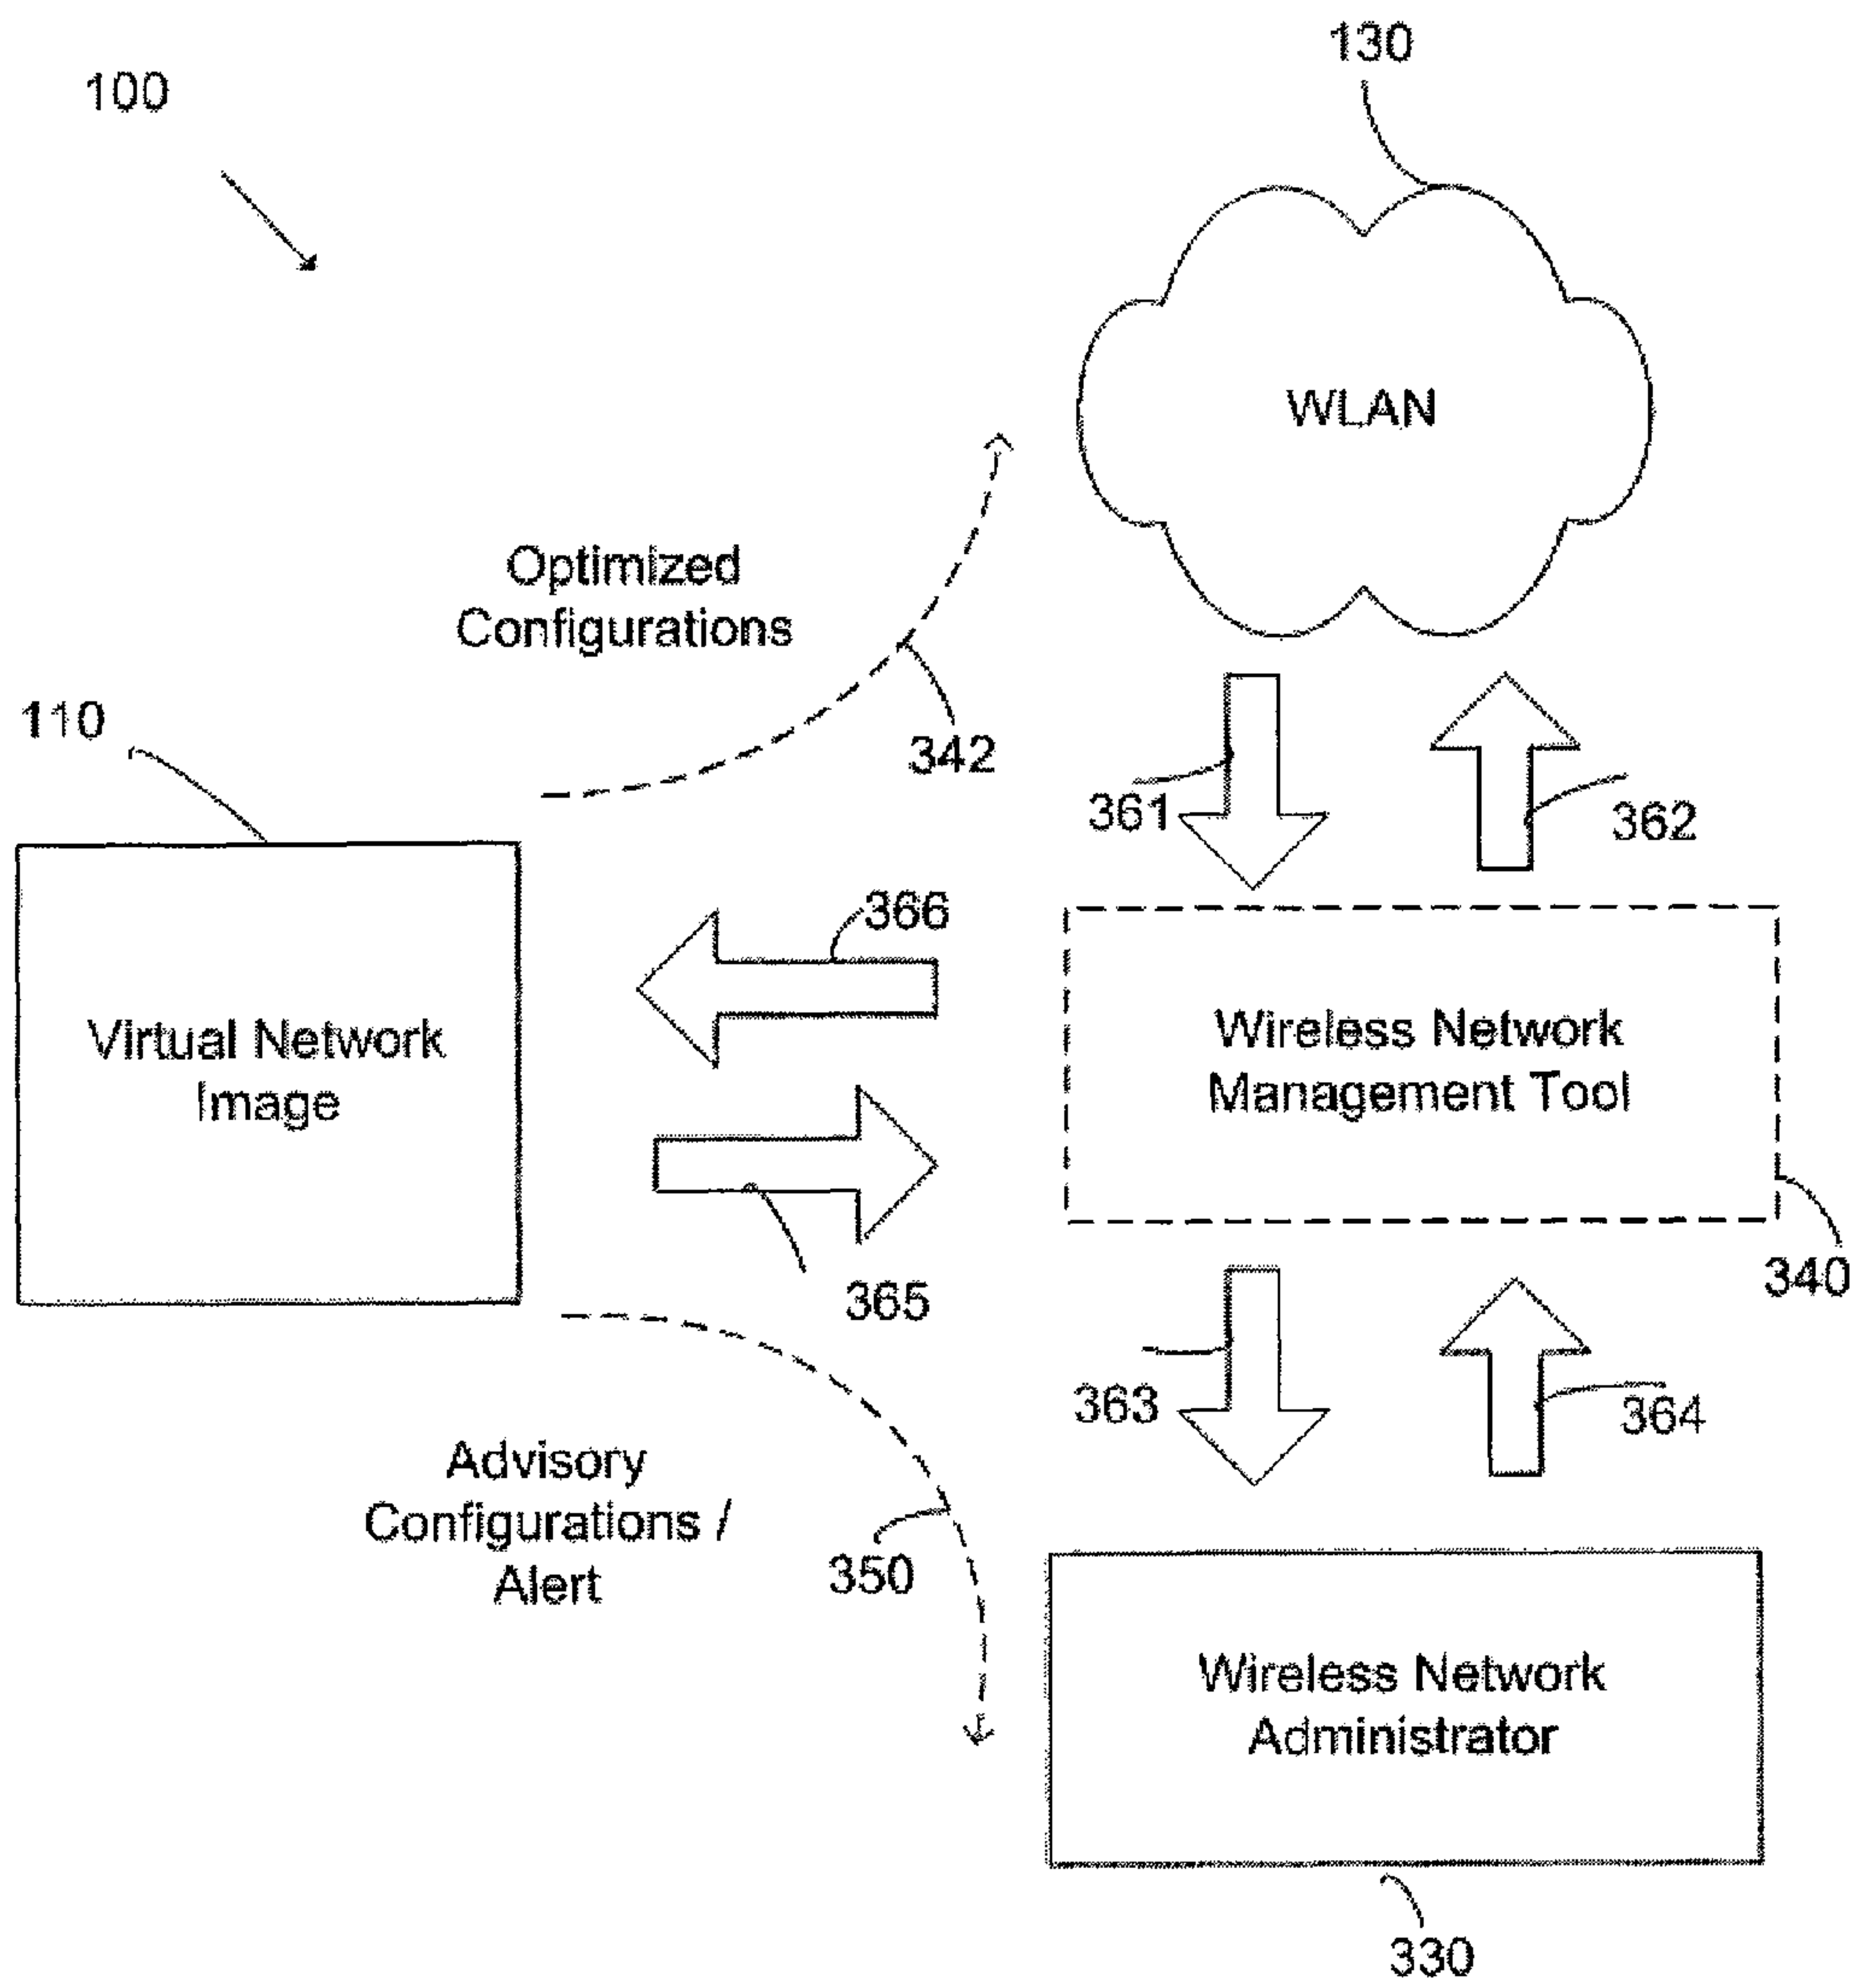 130
100
WLAN
Optimized
Configurations
110
342
361
362
366
Virtual Network
Image
Wireless Network
Management Tool
340
365
363
364
Advisory
Configurations /
Alert
350
Wireless Network
Administrator
330